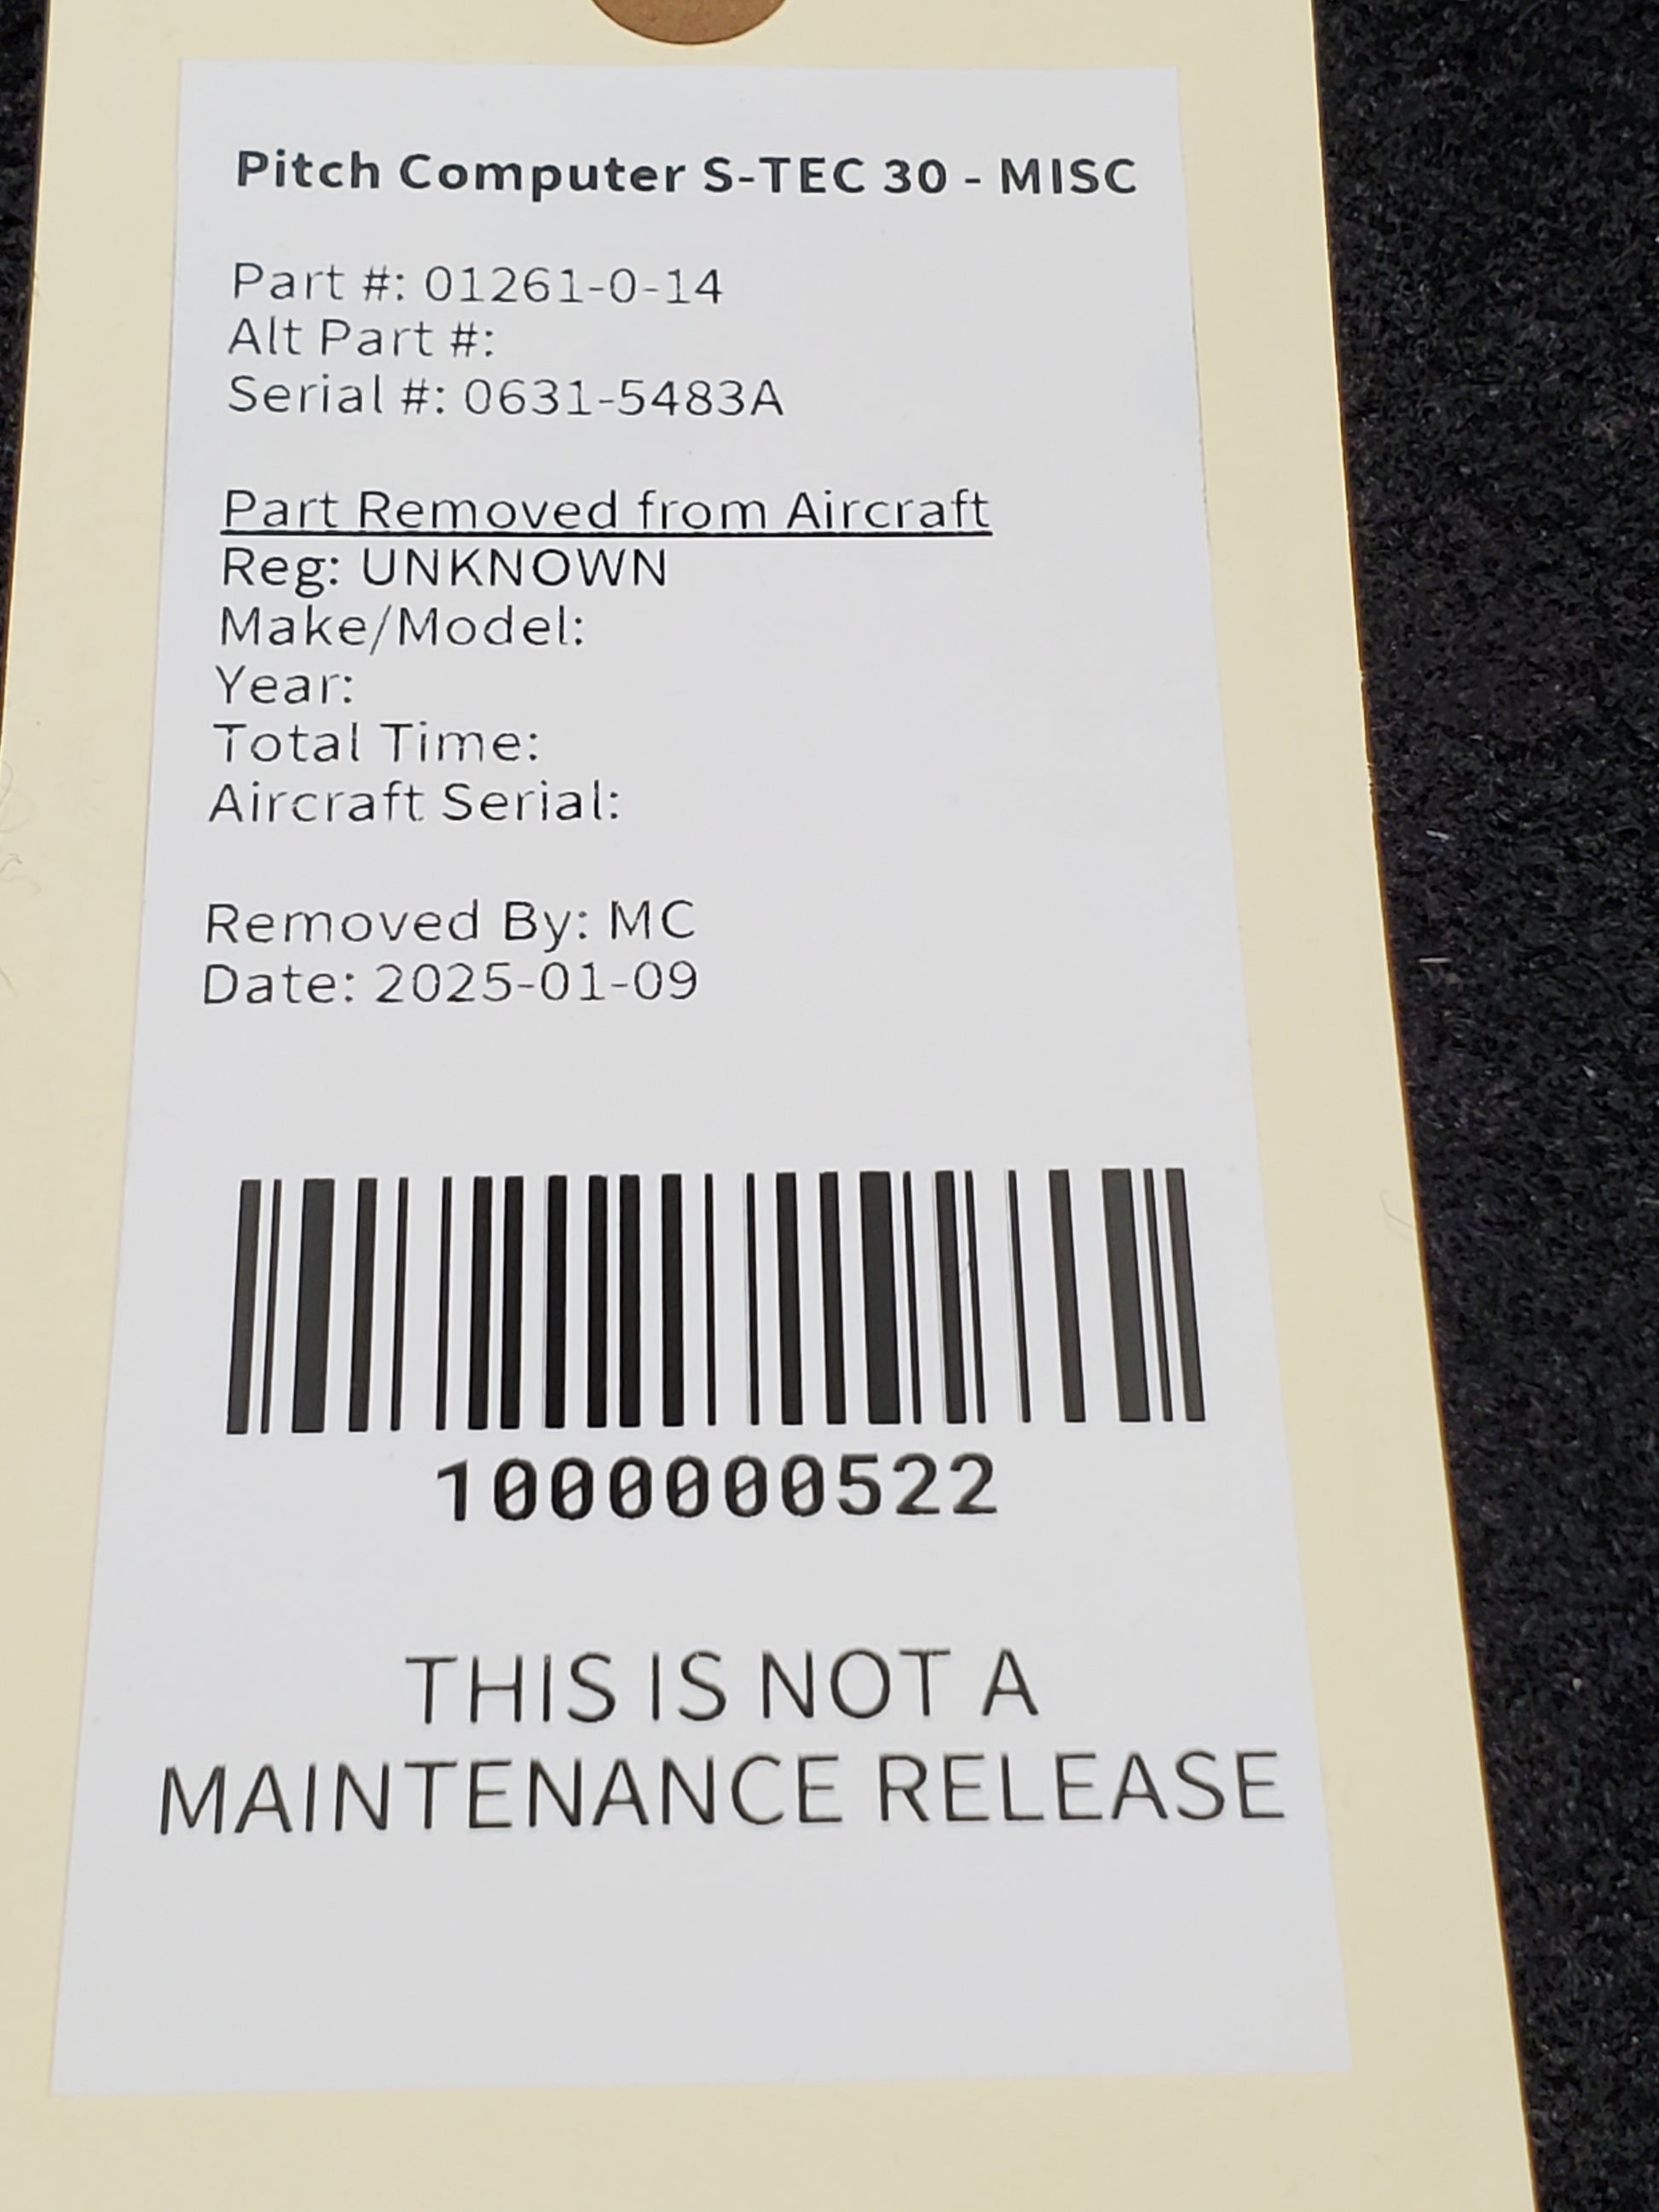 Pitch Computer S-TEC 30 - MISC
Part #: 01261-0-14
Alt Part #:
Serial #: 0631-5483A
Part Removed from Aircraft
Reg: UNKNOWN
Make/Model:
Year:
Total Time:
Aircraft Serial:
Removed By: MC
Date: 2025-01-09
1000000522
THIS IS NOT A
MAINTENANCE RELEASE